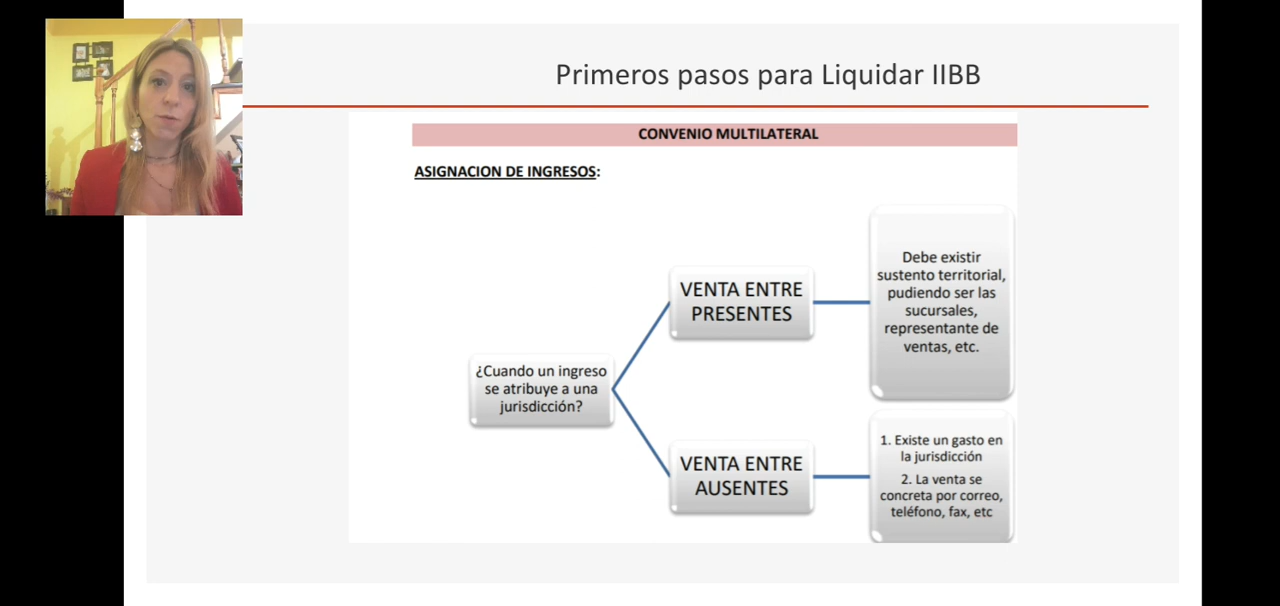 Primeros pasos para Liquidar IIBB
CONVENIO MULTILATERAL
ASIGNACION DE INGRESOS:
¿Cuando un ingreso
se atribuye a una
jurisdicción?
VENTA ENTRE
PRESENTES
Debe existir
sustento territorial,
pudiendo ser las
sucursales,
representante de
ventas, etc.
VENTA ENTRE
AUSENTES
1. Existe un gasto en
la jurisdicción
2. La venta se
concreta por correo,
teléfono, fax, etc